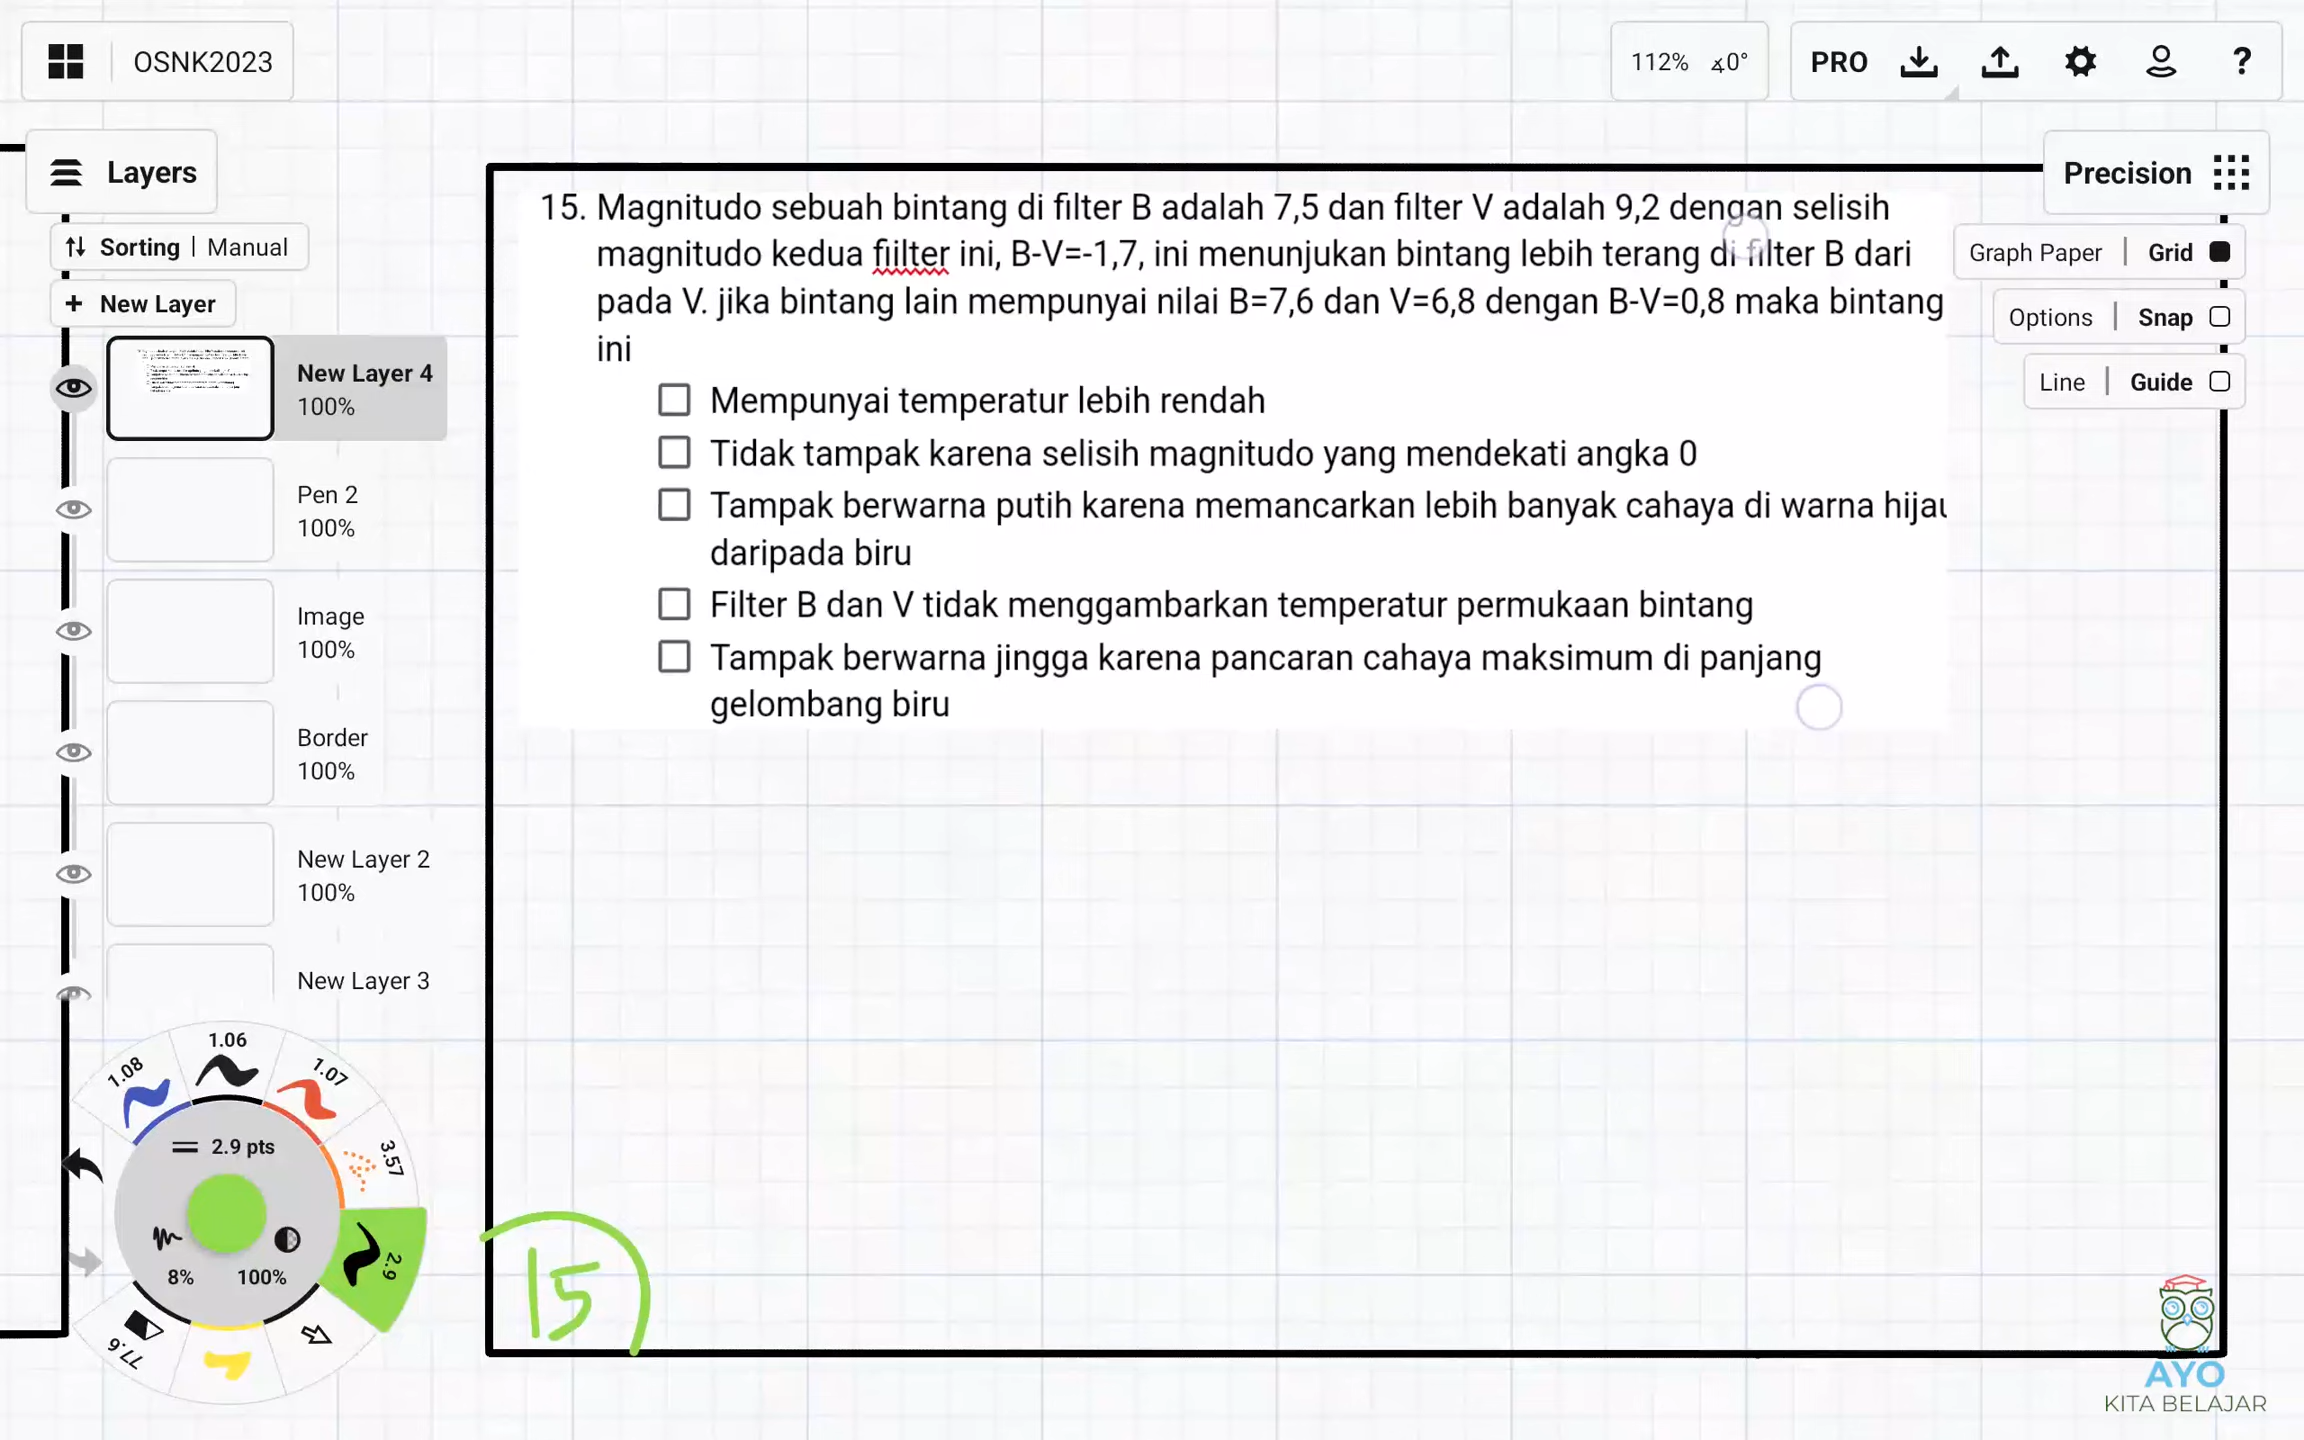 OSNK2023
112% ∡0°
PRO
?
Layers
Sorting | Manual
+ New Layer
New Layer 4
100%
Pen 2
100%
Image
100%
Border
100%
New Layer 2
100%
New Layer 3
Precision
Graph Paper | Grid
Options | Snap
Line | Guide
15. Magnitudo sebuah bintang di filter B adalah 7,5 dan filter V adalah 9,2 dengan selisih
magnitudo kedua fiilter ini, B-V=-1,7, ini menunjukan bintang lebih terang di filter B dari
pada V. jika bintang lain mempunyai nilai B=7,6 dan V=6,8 dengan B-V=0,8 maka bintang
ini
Mempunyai temperatur lebih rendah
Tidak tampak karena selisih magnitudo yang mendekati angka 0
Tampak berwarna putih karena memancarkan lebih banyak cahaya di warna hijau
daripada biru
Filter B dan V tidak menggambarkan temperatur permukaan bintang
Tampak berwarna jingga karena pancaran cahaya maksimum di panjang
gelombang biru
1.08
1.06
1.07
3.57
2.9 pts
2.9
8%
100%
77.6
15
AYO
KITA BELAJAR